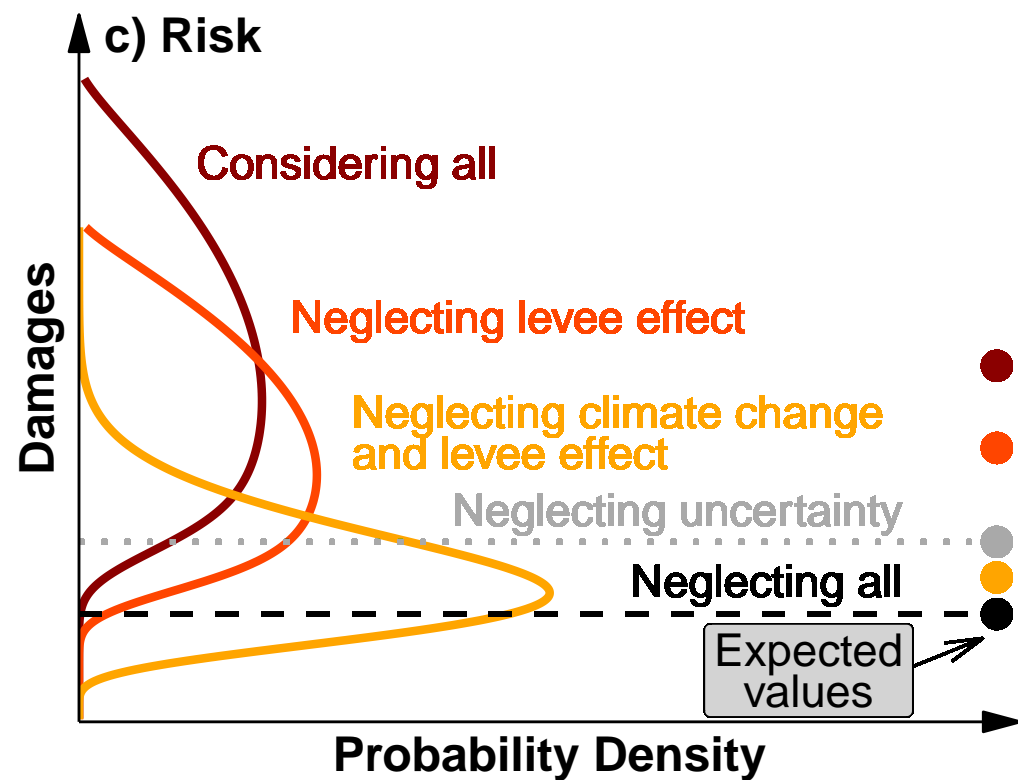 c) Risk
Considering all
Neglecting levee effect
Neglecting climate change
and levee effect
Neglecting uncertainty
Neglecting all
Expected
values
Damages
Probability Density